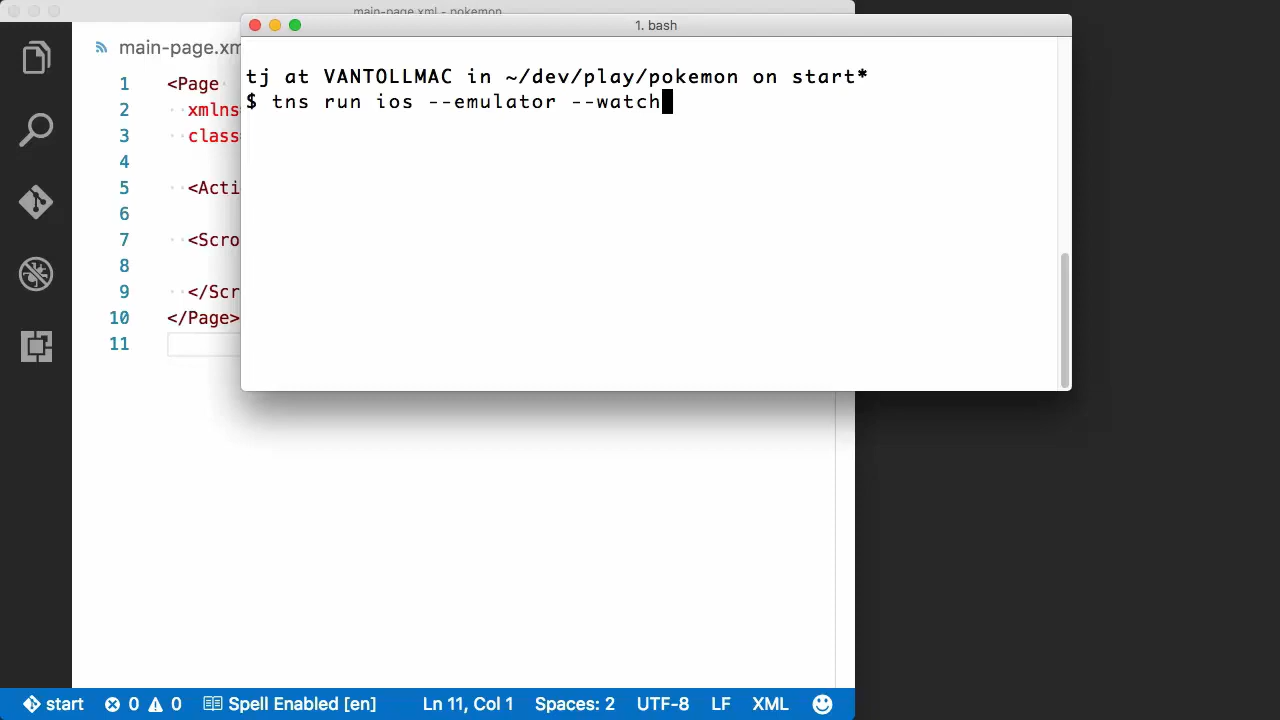 main-page.xml - pokemon
1. bash
main-page.xm
tj at VANTOLLMAC in ~/dev/play/pokemon on start*
$ tns run ios --emulator --watch
1 <Page
2 xmlns
3 class
4
5 <Acti
6
7 <Scro
8
9 </Scr
10 </Page>
11
start 0 0 Spell Enabled [en] Ln 11, Col 1 Spaces: 2 UTF-8 LF XML